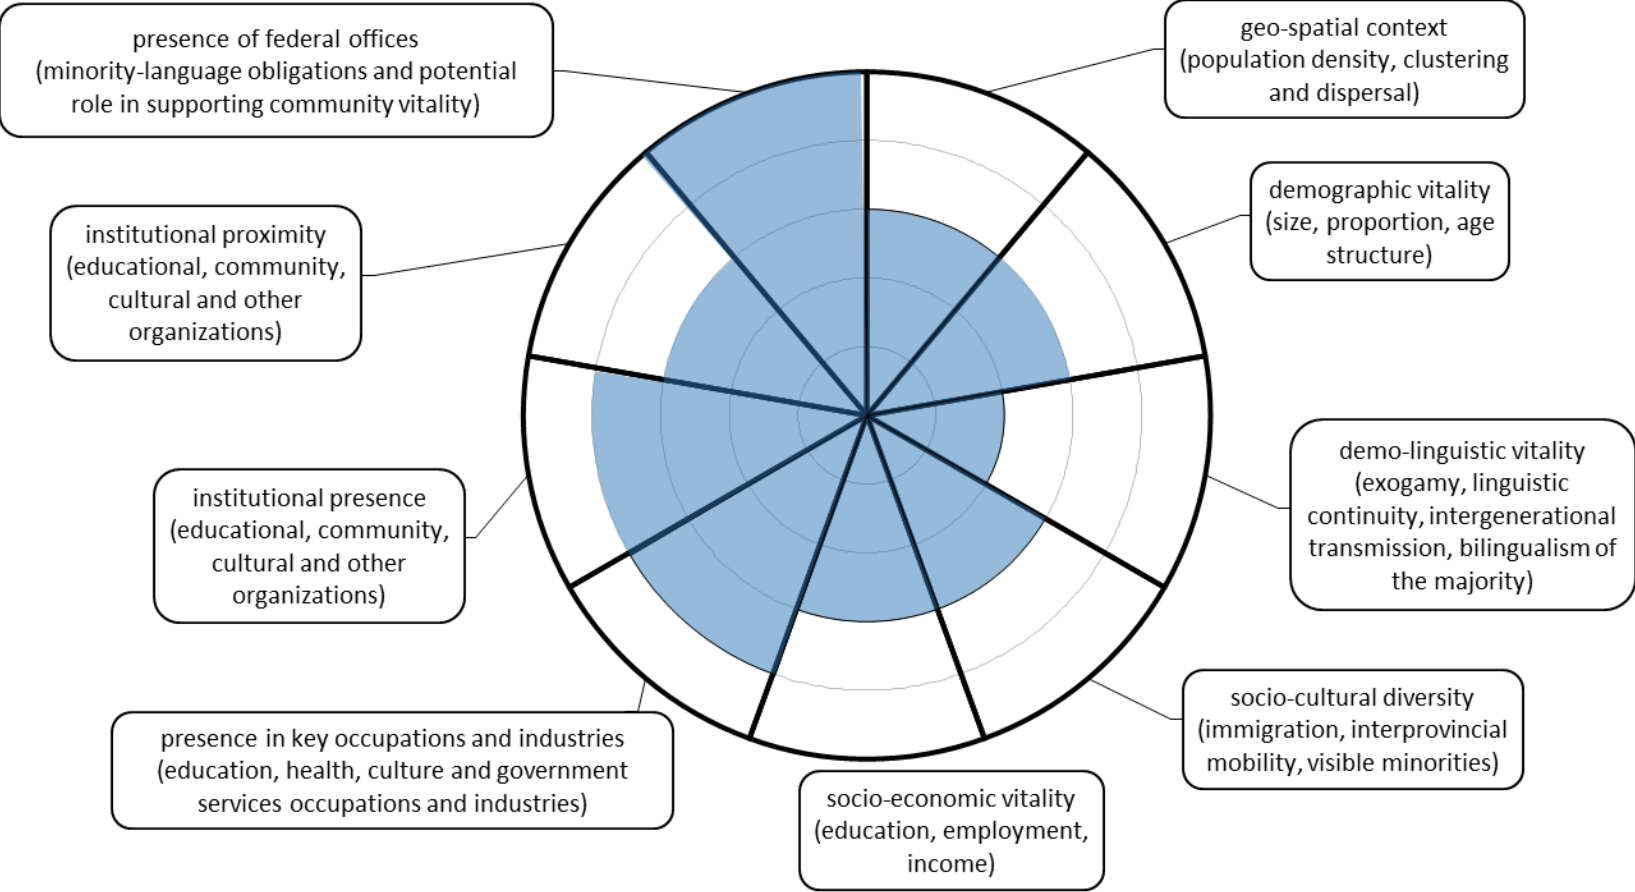 presence of federal offices
(minority-language obligations and potential
role in supporting community vitality)
geo-spatial context
(population density, clustering
and dispersal)
demographic vitality
(size, proportion, age
structure)
institutional proximity
(educational, community,
cultural and other
organizations)
demo-linguistic vitality
(exogamy, linguistic
continuity, intergenerational
transmission, bilingualism of
the majority)
institutional presence
(educational, community,
cultural and other
organizations)
socio-cultural diversity
(immigration, interprovincial
mobility, visible minorities)
presence in key occupations and industries
(education, health, culture and government
services occupations and industries)
socio-economic vitality
(education, employment,
income)